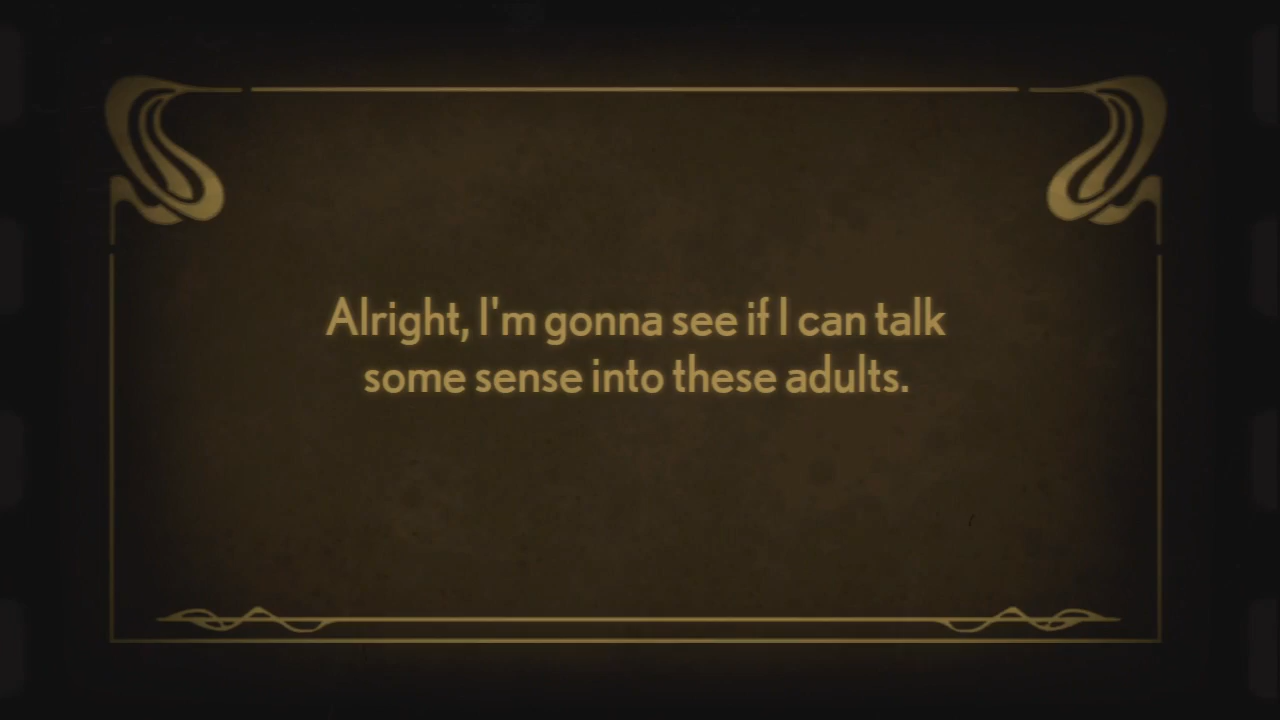 Alright, I'm gonna see if I can talk
some sense into these adults.